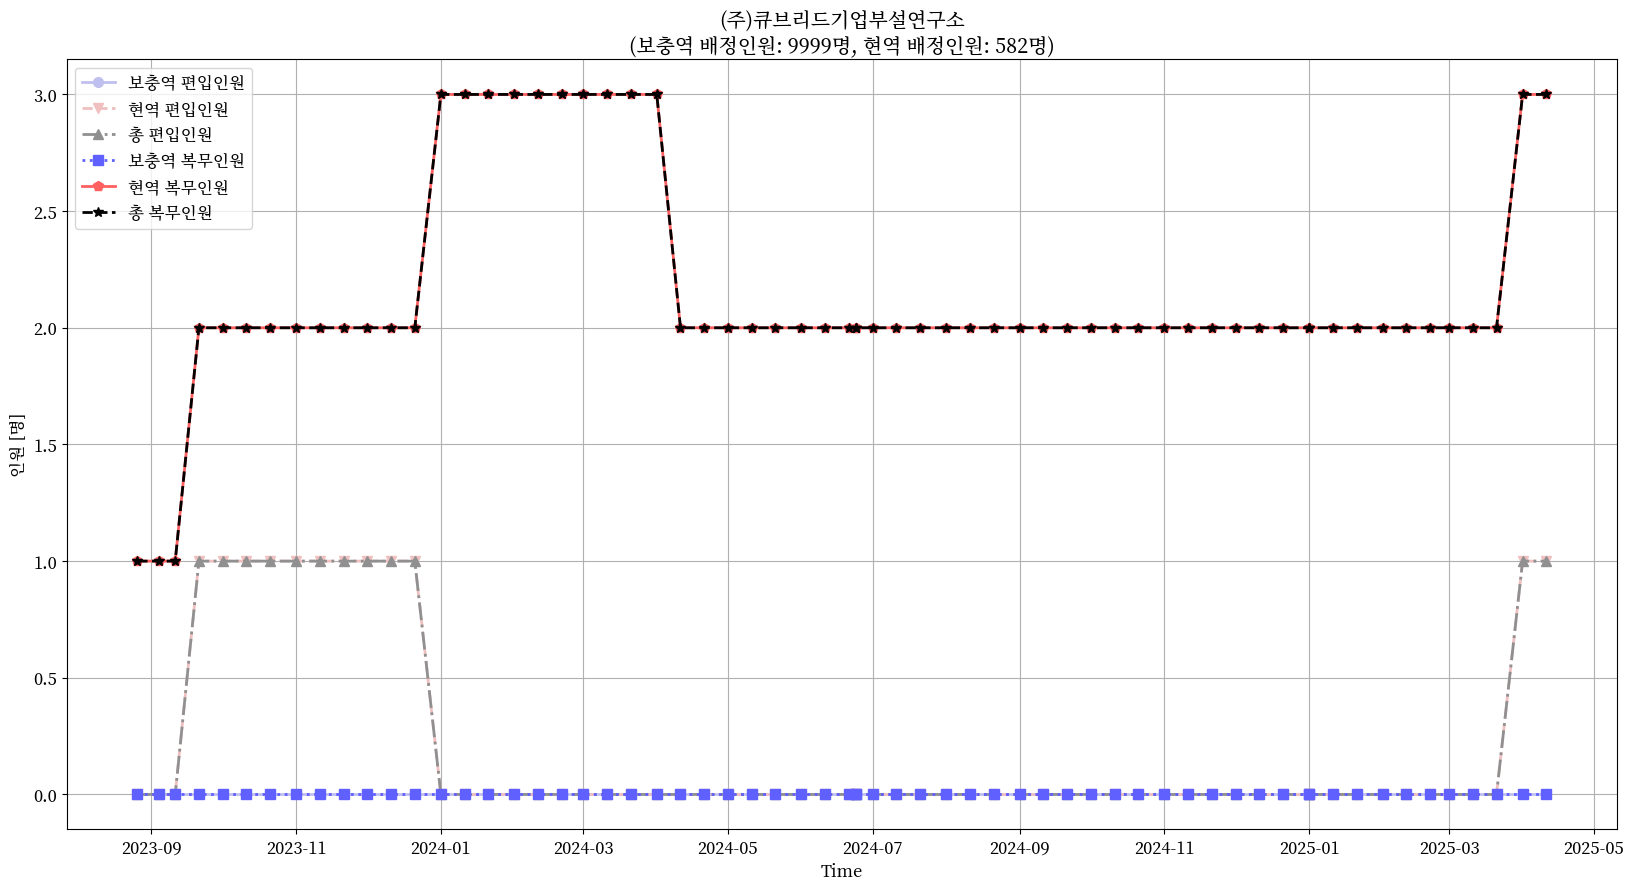 (주)큐브리드기업부설연구소
(보충역 배정인원: 9999명, 현역 배정인원: 582명)
보충역 편입인원
현역 편입인원
총 편입인원
보충역 복무인원
현역 복무인원
총 복무인원
3.0
2.5
2.0
1.5
1.0
0.5
0.0
인원 [명]
2023-09 2023-11 2024-01 2024-03 2024-05 2024-07 2024-09 2024-11 2025-01 2025-03 2025-05
Time